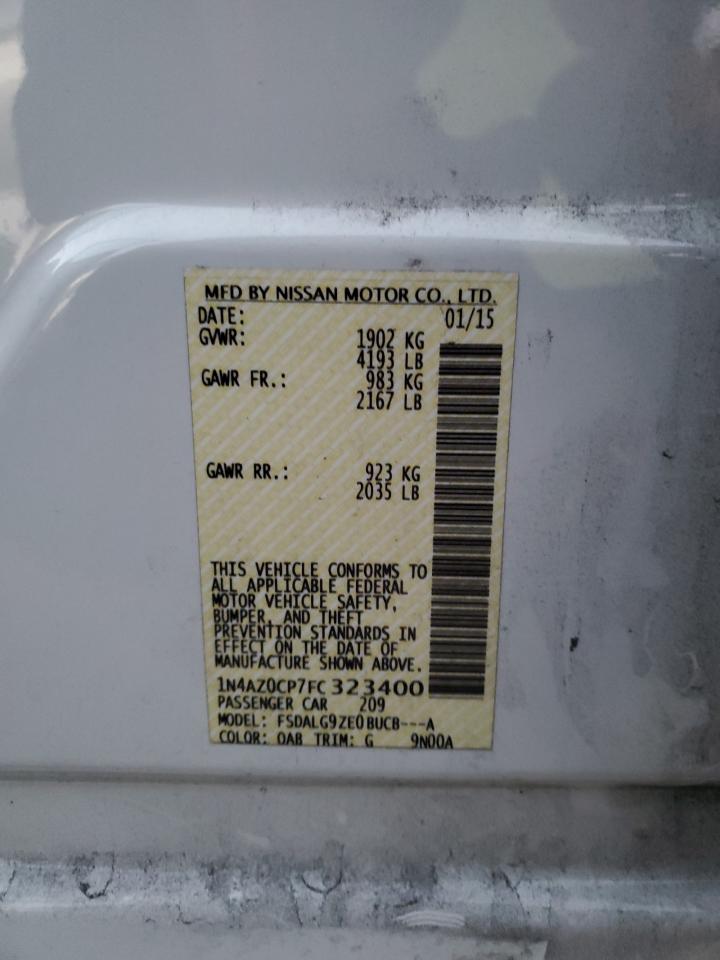 MFD BY NISSAN MOTOR CO., LTD.
DATE: 01/15
GVWR: 1902 KG
4193 LB
GAWR FR.: 983 KG
2167 LB
GAWR RR.: 923 KG
2035 LB
THIS VEHICLE CONFORMS TO
ALL APPLICABLE FEDERAL
MOTOR VEHICLE SAFETY,
BUMPER, AND THEFT
PREVENTION STANDARDS IN
EFFECT ON THE DATE OF
MANUFACTURE SHOWN ABOVE.
1N4AZ0CP7FC323400
PASSENGER CAR 209
MODEL: FSDALG9ZE0BUCB---A
COLOR: QAB TRIM: G 9N00A